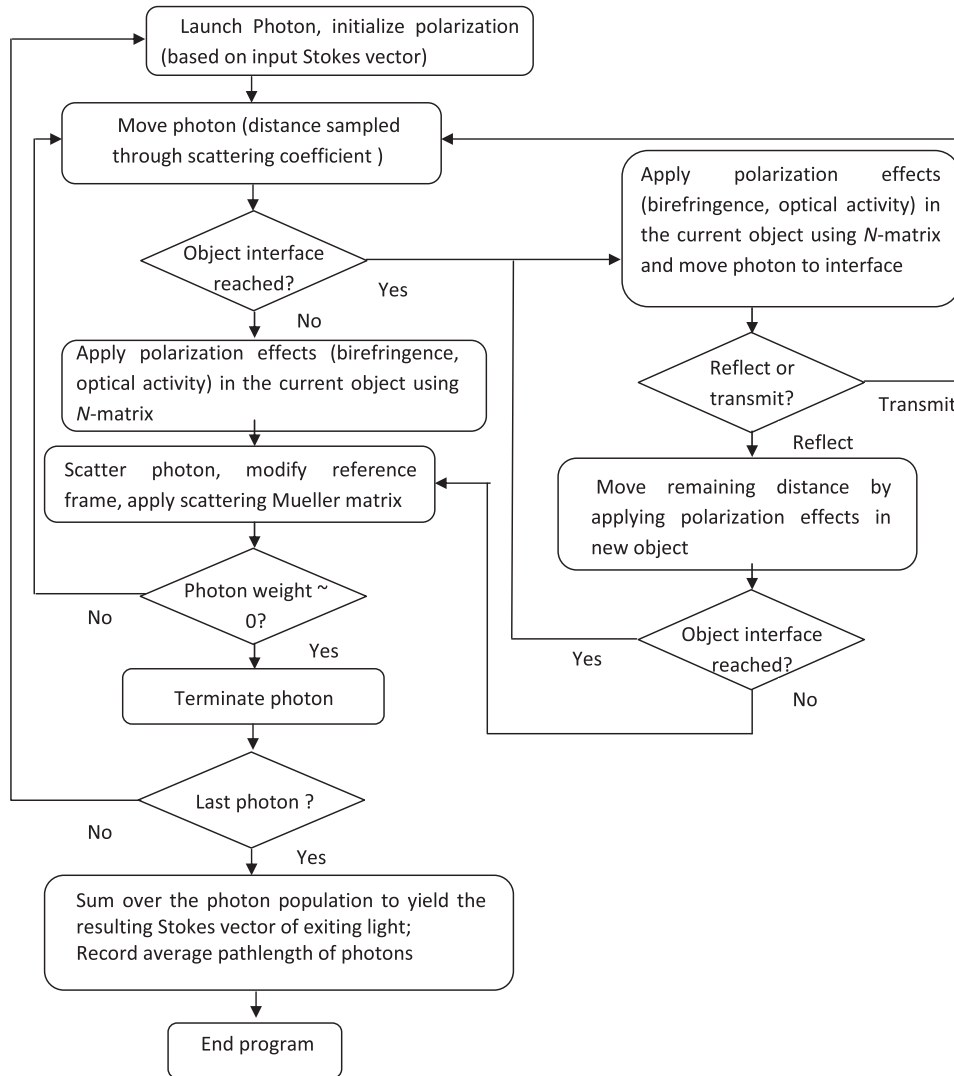 Launch Photon, initialize polarization
(based on input Stokes vector)
Move photon (distance sampled
through scattering coefficient )
Object interface
reached?
Yes
No
Apply polarization effects (birefringence,
optical activity) in the current object using
N-matrix
Scatter photon, modify reference
frame, apply scattering Mueller matrix
Photon weight ~
0?
No
Yes
Terminate photon
Last photon ?
No
Yes
Sum over the photon population to yield the
resulting Stokes vector of exiting light;
Record average pathlength of photons
End program
Apply polarization effects
(birefringence, optical activity) in
the current object using N-matrix
and move photon to interface
Reflect or
transmit?
Transmit
Reflect
Move remaining distance by
applying polarization effects in
new object
Object interface
reached?
Yes
No